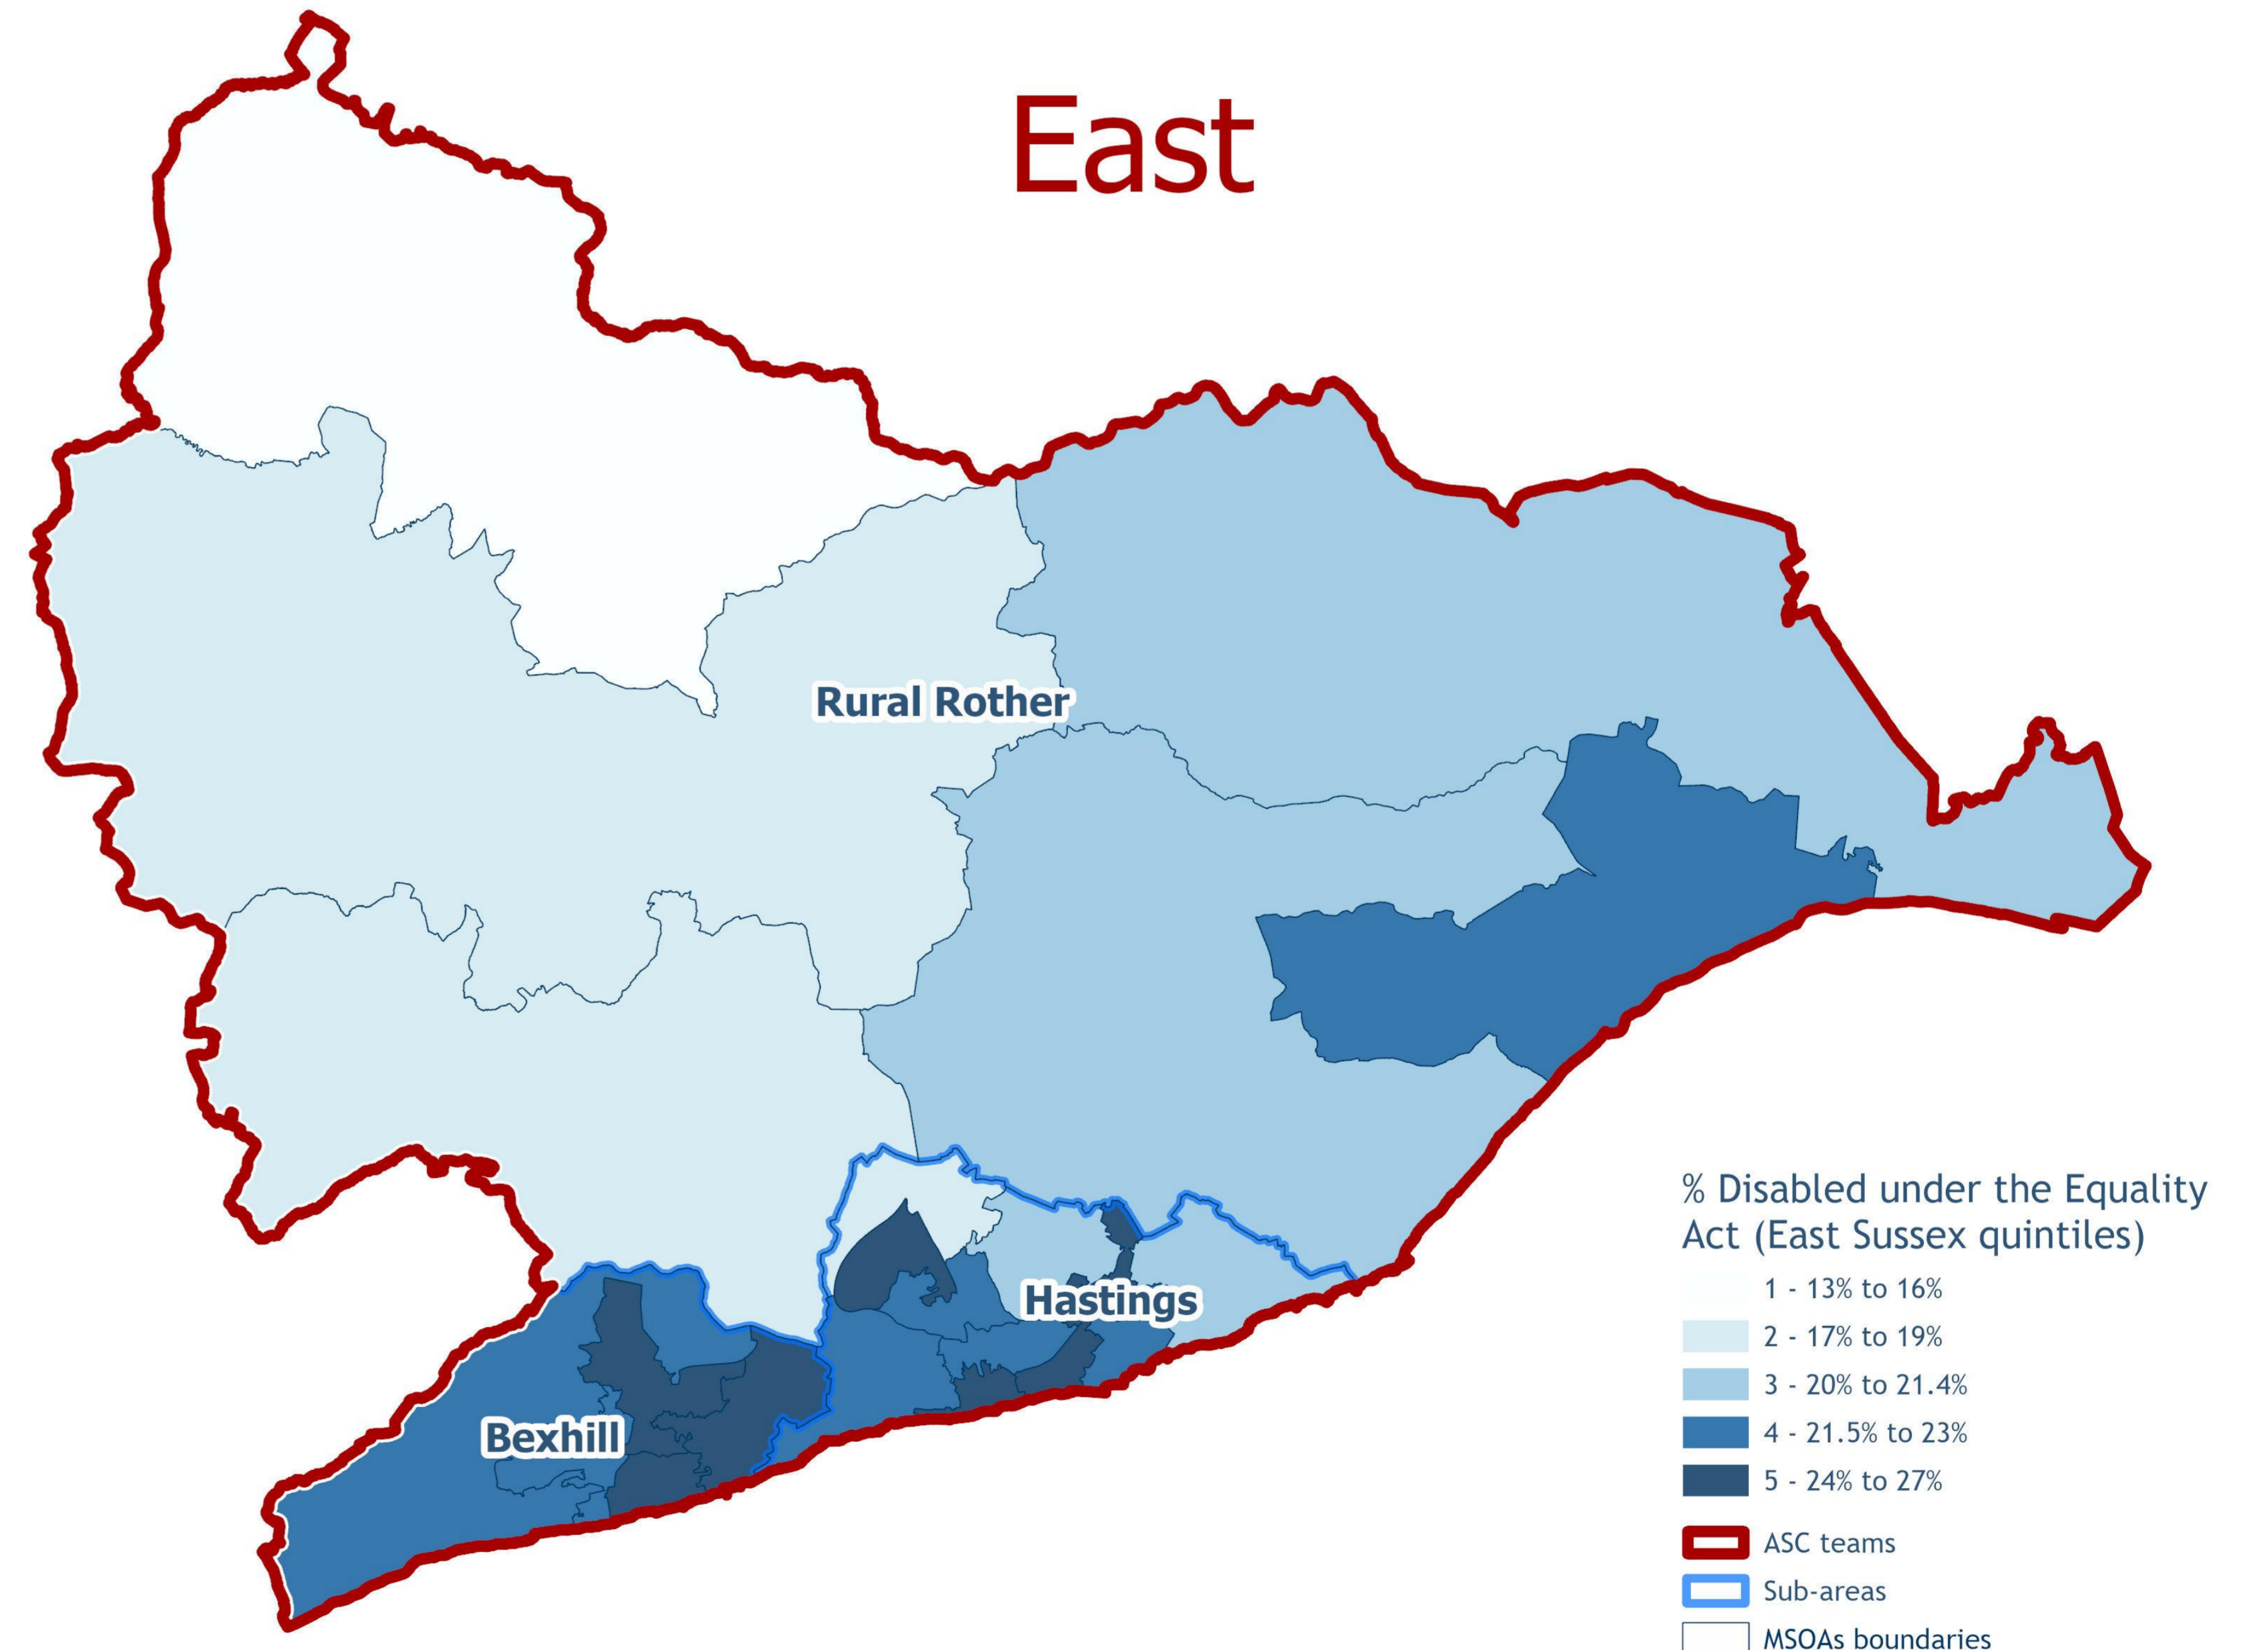 East
Rural Rother
Hastings
Bexhill
% Disabled under the Equality
Act (East Sussex quintiles)
1 - 13% to 16%
2 - 17% to 19%
3 - 20% to 21.4%
4 - 21.5% to 23%
5 - 24% to 27%
ASC teams
Sub-areas
MSOAs boundaries